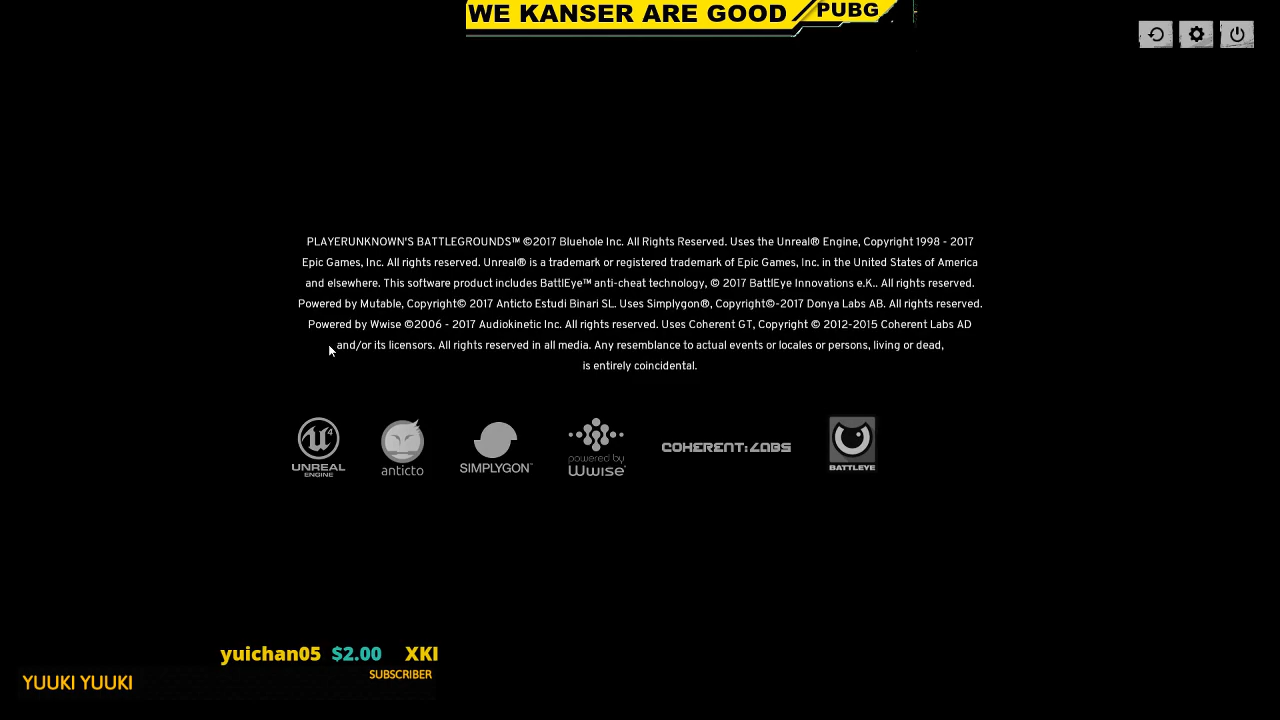 WE KANSER ARE GOOD PUBG
PLAYERUNKNOWN'S BATTLEGROUNDS™ ©2017 Bluehole Inc. All Rights Reserved. Uses the Unreal® Engine, Copyright 1998 - 2017
Epic Games, Inc. All rights reserved. Unreal® is a trademark or registered trademark of Epic Games, Inc. in the United States of America
and elsewhere. This software product includes BattlEye™ anti-cheat technology, © 2017 BattlEye Innovations e.K.. All rights reserved.
Powered by Mutable, Copyright© 2017 Anticto Estudi Binari SL. Uses Simplygon®, Copyright©-2017 Donya Labs AB. All rights reserved.
Powered by Wwise ©2006 - 2017 Audiokinetic Inc. All rights reserved. Uses Coherent GT, Copyright © 2012-2015 Coherent Labs AD
and/or its licensors. All rights reserved in all media. Any resemblance to actual events or locales or persons, living or dead,
is entirely coincidental.
U4 UNREAL ENGINE
anticto
SIMPLYGON™
powered by Wwise®
COHERENT:LABS
BATTLEYE
yuichan05 $2.00 XKI
SUBSCRIBER
YUUKI YUUKI